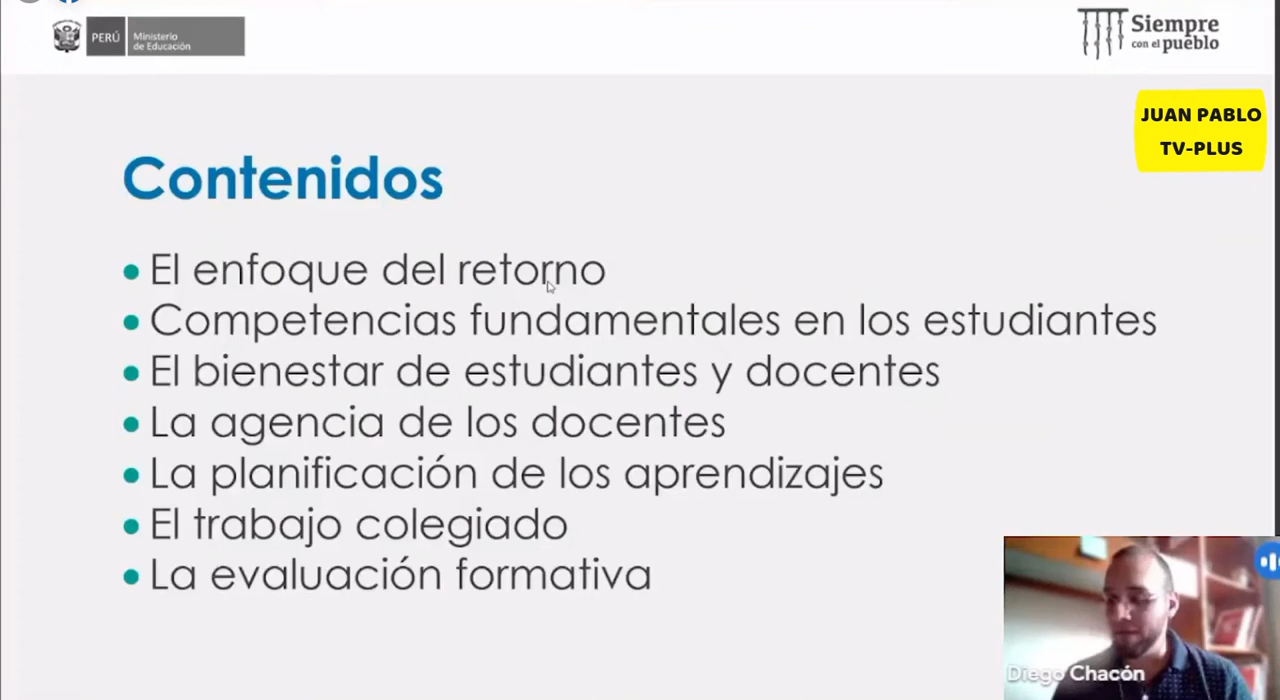 PERÚ
Ministerio
de Educación
Siempre
con el pueblo
JUAN PABLO
TV-PLUS
Contenidos
• El enfoque del retorno
• Competencias fundamentales en los estudiantes
• El bienestar de estudiantes y docentes
• La agencia de los docentes
• La planificación de los aprendizajes
• El trabajo colegiado
• La evaluación formativa
Diego Chacón